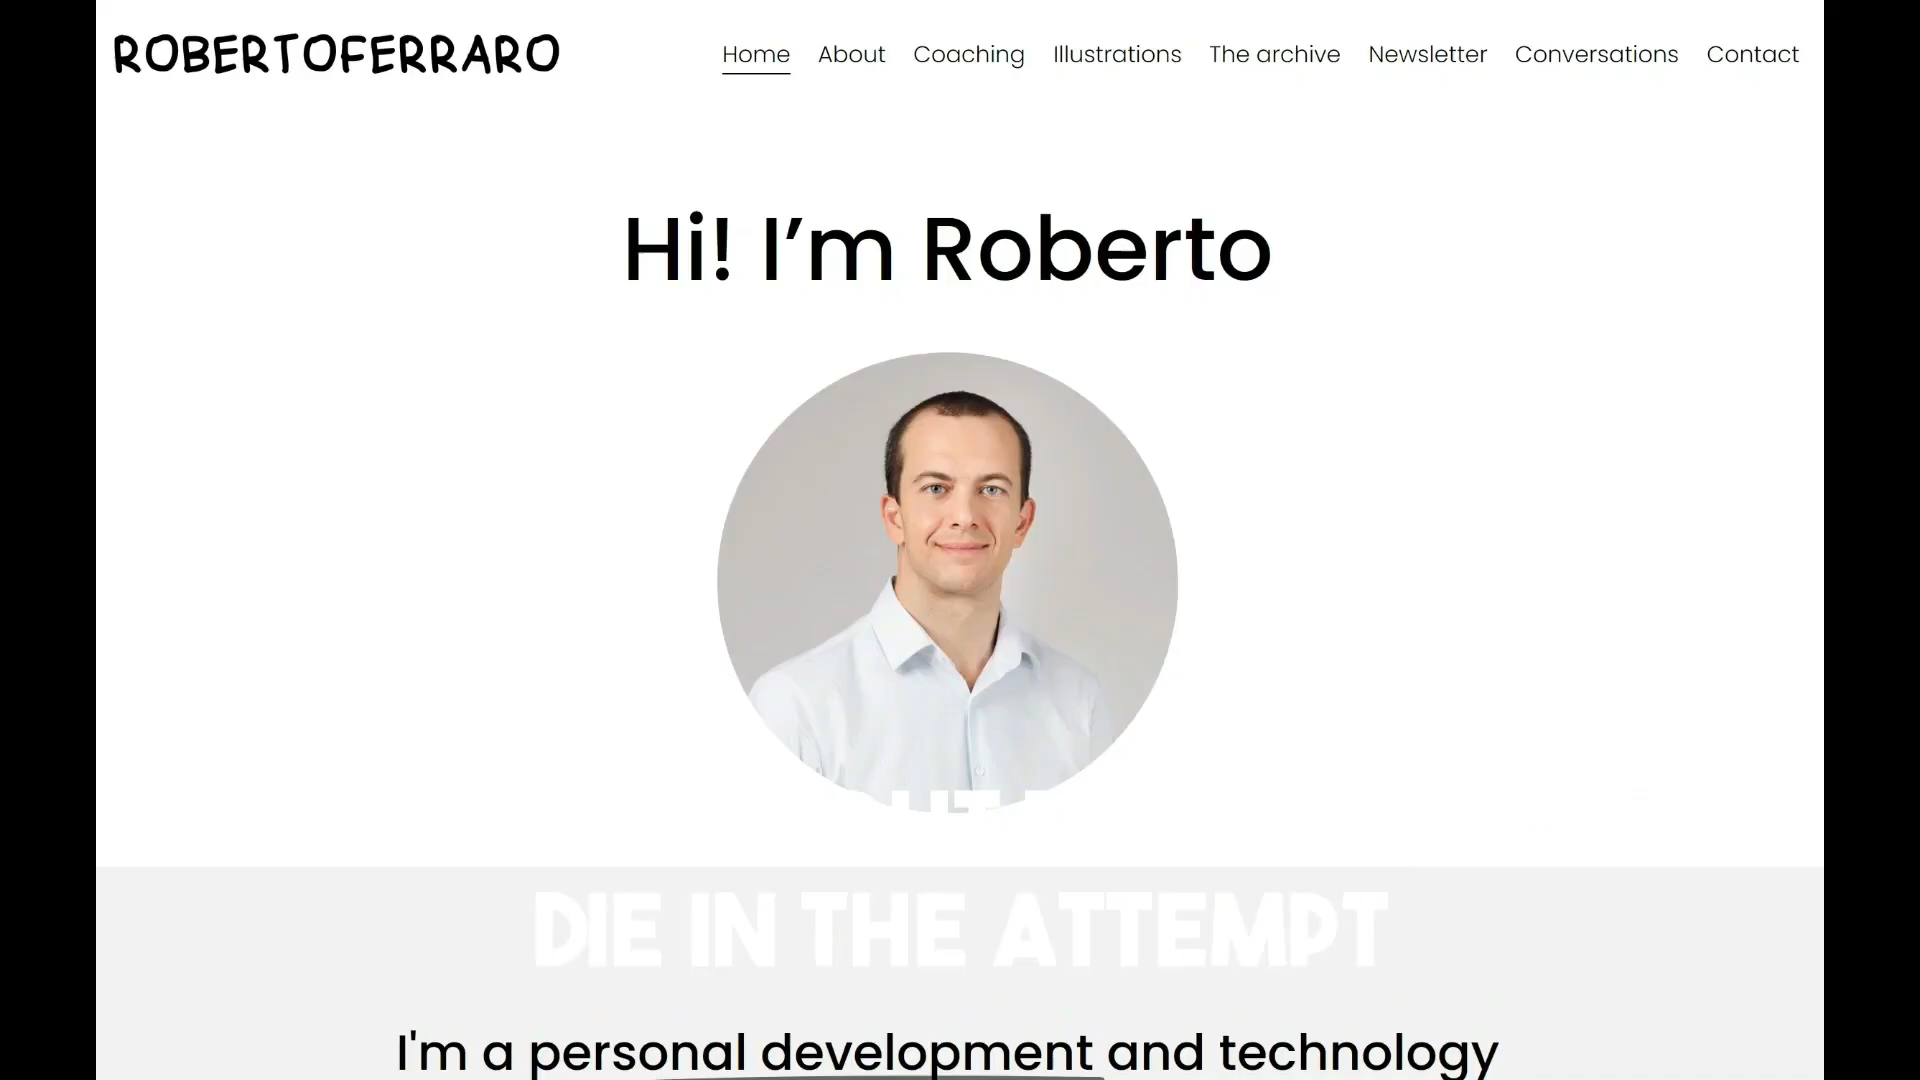 ROBERTOFERRARO
Home About Coaching Illustrations The archive Newsletter Conversations Contact
Hi! I’m Roberto
DIE IN THE ATTEMPT
I'm a personal development and technology